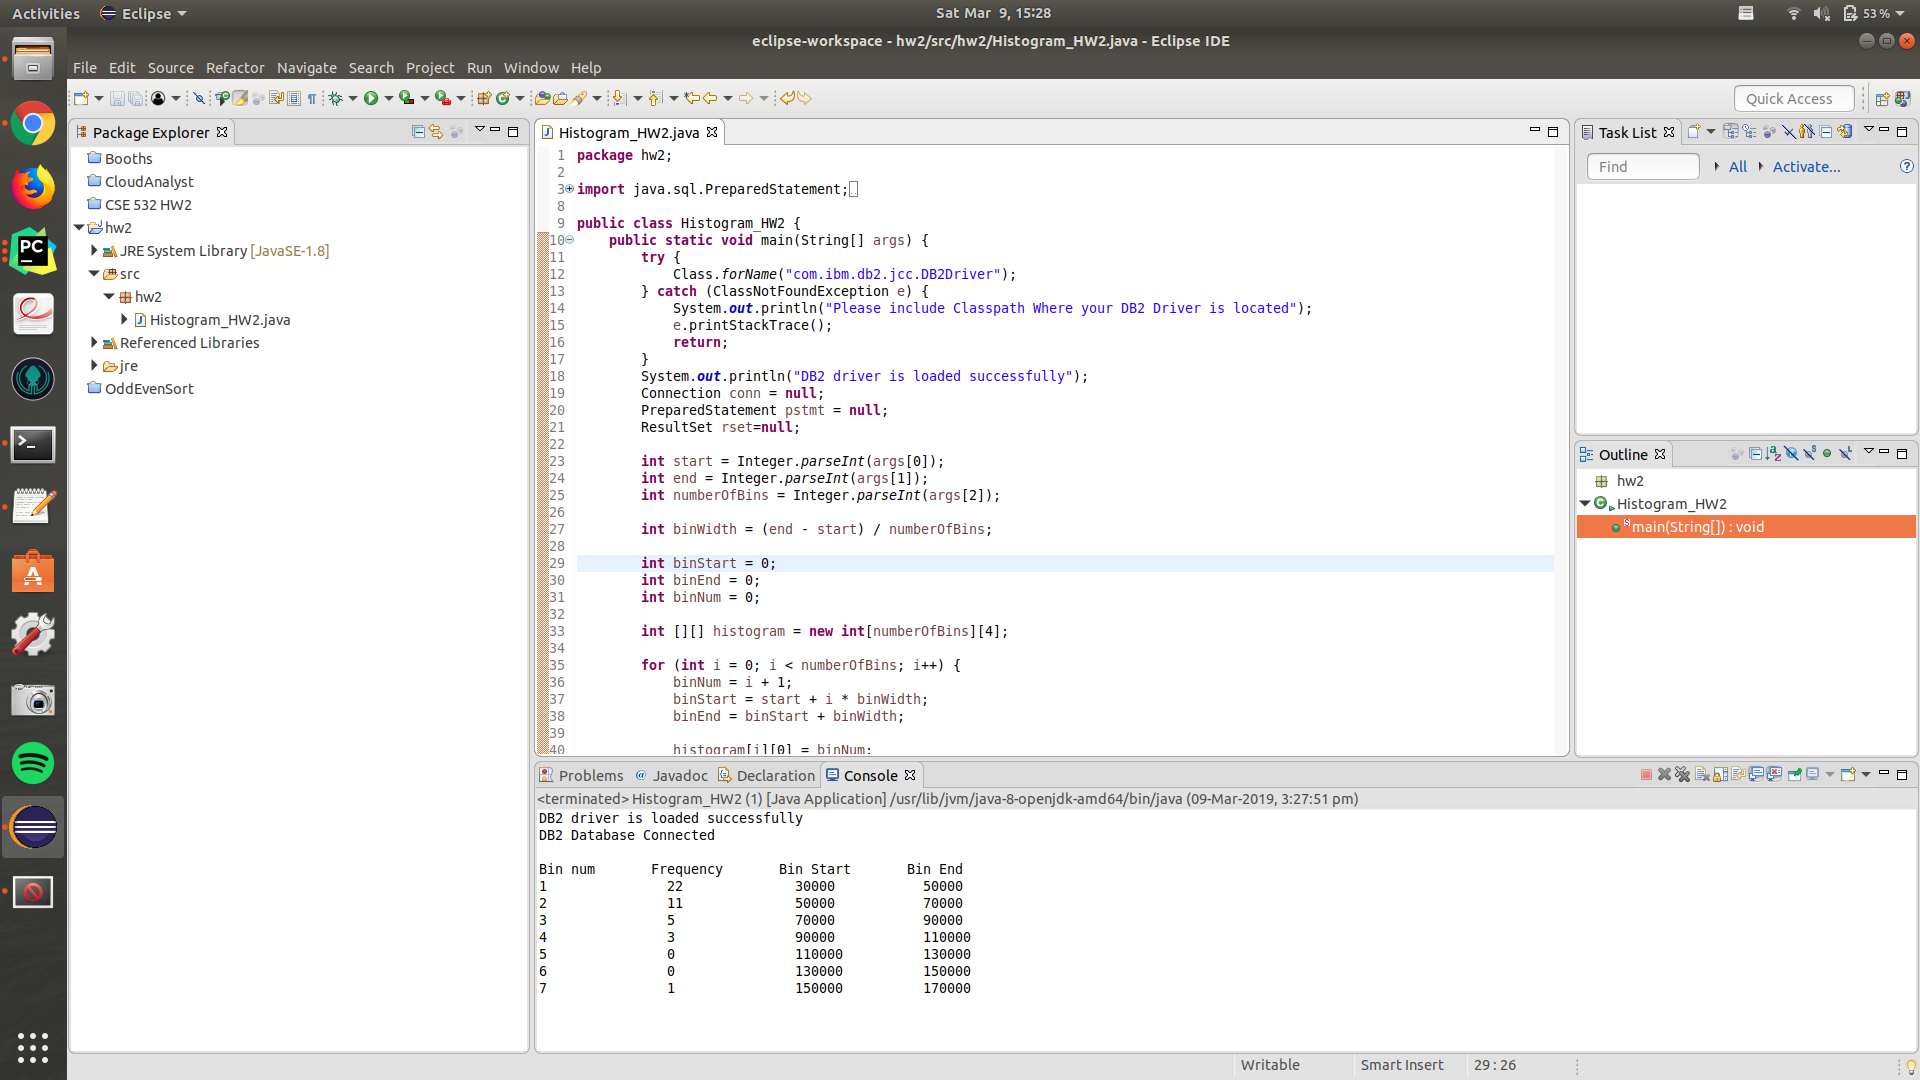 Activities Eclipse Sat Mar 9, 15:28 53 %
eclipse-workspace - hw2/src/hw2/Histogram_HW2.java - Eclipse IDE
File Edit Source Refactor Navigate Search Project Run Window Help
Quick Access
Package Explorer
Booths
CloudAnalyst
CSE 532 HW2
hw2
JRE System Library [JavaSE-1.8]
src
hw2
Histogram_HW2.java
Referenced Libraries
jre
OddEvenSort
Histogram_HW2.java
1 package hw2;
2
3 import java.sql.PreparedStatement;
8
9 public class Histogram_HW2 {
10 public static void main(String[] args) {
11 try {
12 Class.forName("com.ibm.db2.jcc.DB2Driver");
13 } catch (ClassNotFoundException e) {
14 System.out.println("Please include Classpath Where your DB2 Driver is located");
15 e.printStackTrace();
16 return;
17 }
18 System.out.println("DB2 driver is loaded successfully");
19 Connection conn = null;
20 PreparedStatement pstmt = null;
21 ResultSet rset=null;
22
23 int start = Integer.parseInt(args[0]);
24 int end = Integer.parseInt(args[1]);
25 int numberOfBins = Integer.parseInt(args[2]);
26
27 int binWidth = (end - start) / numberOfBins;
28
29 int binStart = 0;
30 int binEnd = 0;
31 int binNum = 0;
32
33 int [][] histogram = new int[numberOfBins][4];
34
35 for (int i = 0; i < numberOfBins; i++) {
36 binNum = i + 1;
37 binStart = start + i * binWidth;
38 binEnd = binStart + binWidth;
39
40 histogram[i][0] = binNum;
Task List
Find All Activate...
Outline
hw2
Histogram_HW2
main(String[]) : void
Problems Javadoc Declaration Console
<terminated> Histogram_HW2 (1) [Java Application] /usr/lib/jvm/java-8-openjdk-amd64/bin/java (09-Mar-2019, 3:27:51 pm)
DB2 driver is loaded successfully
DB2 Database Connected
Bin num Frequency Bin Start Bin End
1 22 30000 50000
2 11 50000 70000
3 5 70000 90000
4 3 90000 110000
5 0 110000 130000
6 0 130000 150000
7 1 150000 170000
Writable Smart Insert 29 : 26